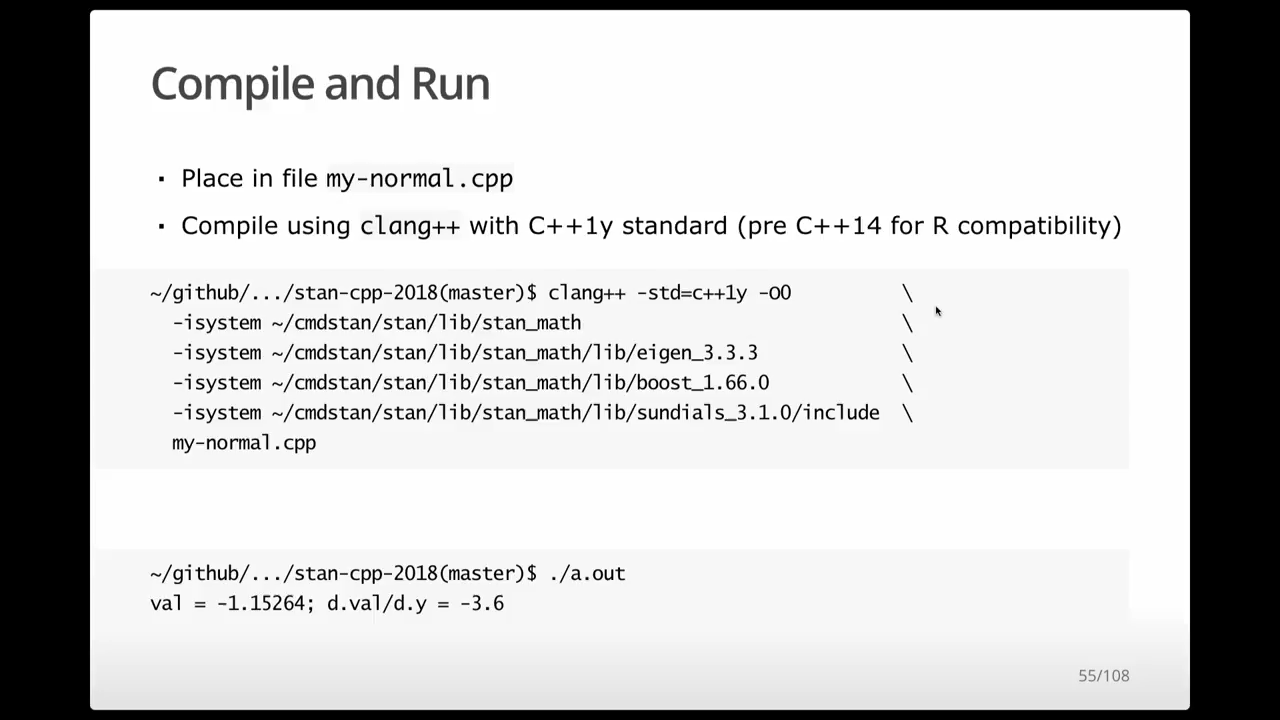 Compile and Run
▪ Place in file my-normal.cpp
▪ Compile using clang++ with C++1y standard (pre C++14 for R compatibility)
~/github/.../stan-cpp-2018(master)$ clang++ -std=c++1y -O0 \
-isystem ~/cmdstan/stan/lib/stan_math \
-isystem ~/cmdstan/stan/lib/stan_math/lib/eigen_3.3.3 \
-isystem ~/cmdstan/stan/lib/stan_math/lib/boost_1.66.0 \
-isystem ~/cmdstan/stan/lib/stan_math/lib/sundials_3.1.0/include \
my-normal.cpp
~/github/.../stan-cpp-2018(master)$ ./a.out
val = -1.15264; d.val/d.y = -3.6
55/108